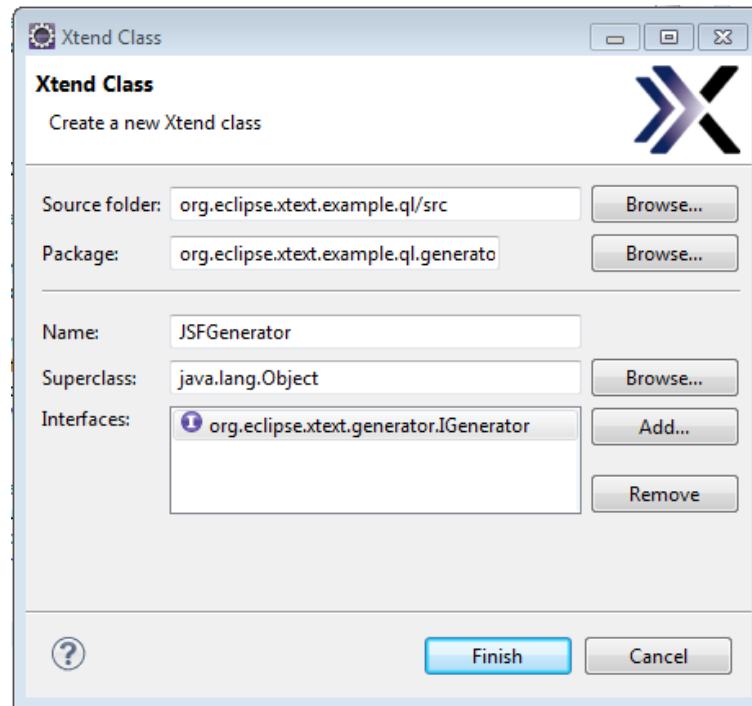 Xtend Class
Xtend Class
Create a new Xtend class
Source folder: org.eclipse.xtext.example.ql/src Browse...
Package: org.eclipse.xtext.example.ql.generato Browse...
Name: JSFGenerator
Superclass: java.lang.Object Browse...
Interfaces: org.eclipse.xtext.generator.IGenerator Add...
Remove
? Finish Cancel